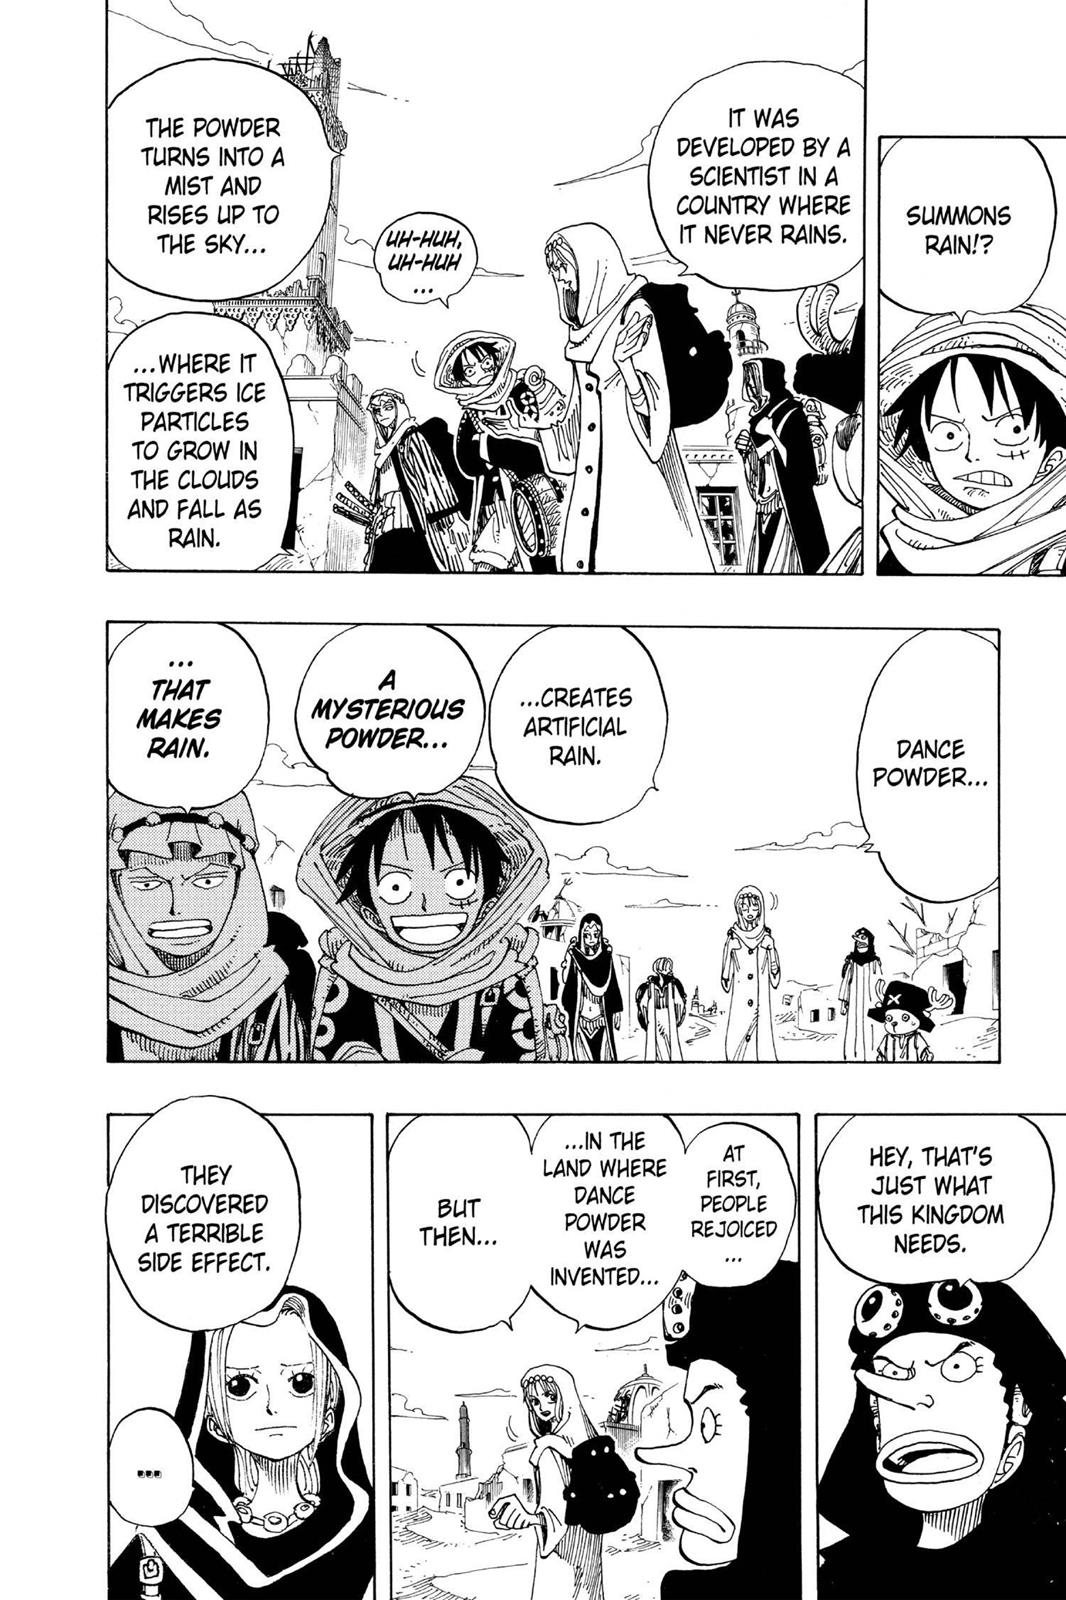 SUMMONS
RAIN!?
IT WAS
DEVELOPED BY A
SCIENTIST IN A
COUNTRY WHERE
IT NEVER RAINS.
UH-HUH,
UH-HUH
...
THE POWDER
TURNS INTO A
MIST AND
RISES UP TO
THE SKY...
...WHERE IT
TRIGGERS ICE
PARTICLES
TO GROW IN
THE CLOUDS
AND FALL AS
RAIN.
DANCE
POWDER...
...CREATES
ARTIFICIAL
RAIN.
A
MYSTERIOUS
POWDER...
...
THAT
MAKES
RAIN.
HEY, THAT'S
JUST WHAT
THIS KINGDOM
NEEDS.
AT
FIRST,
PEOPLE
REJOICED
...
...IN THE
LAND WHERE
DANCE
POWDER
WAS
INVENTED...
BUT
THEN...
THEY
DISCOVERED
A TERRIBLE
SIDE EFFECT.
...